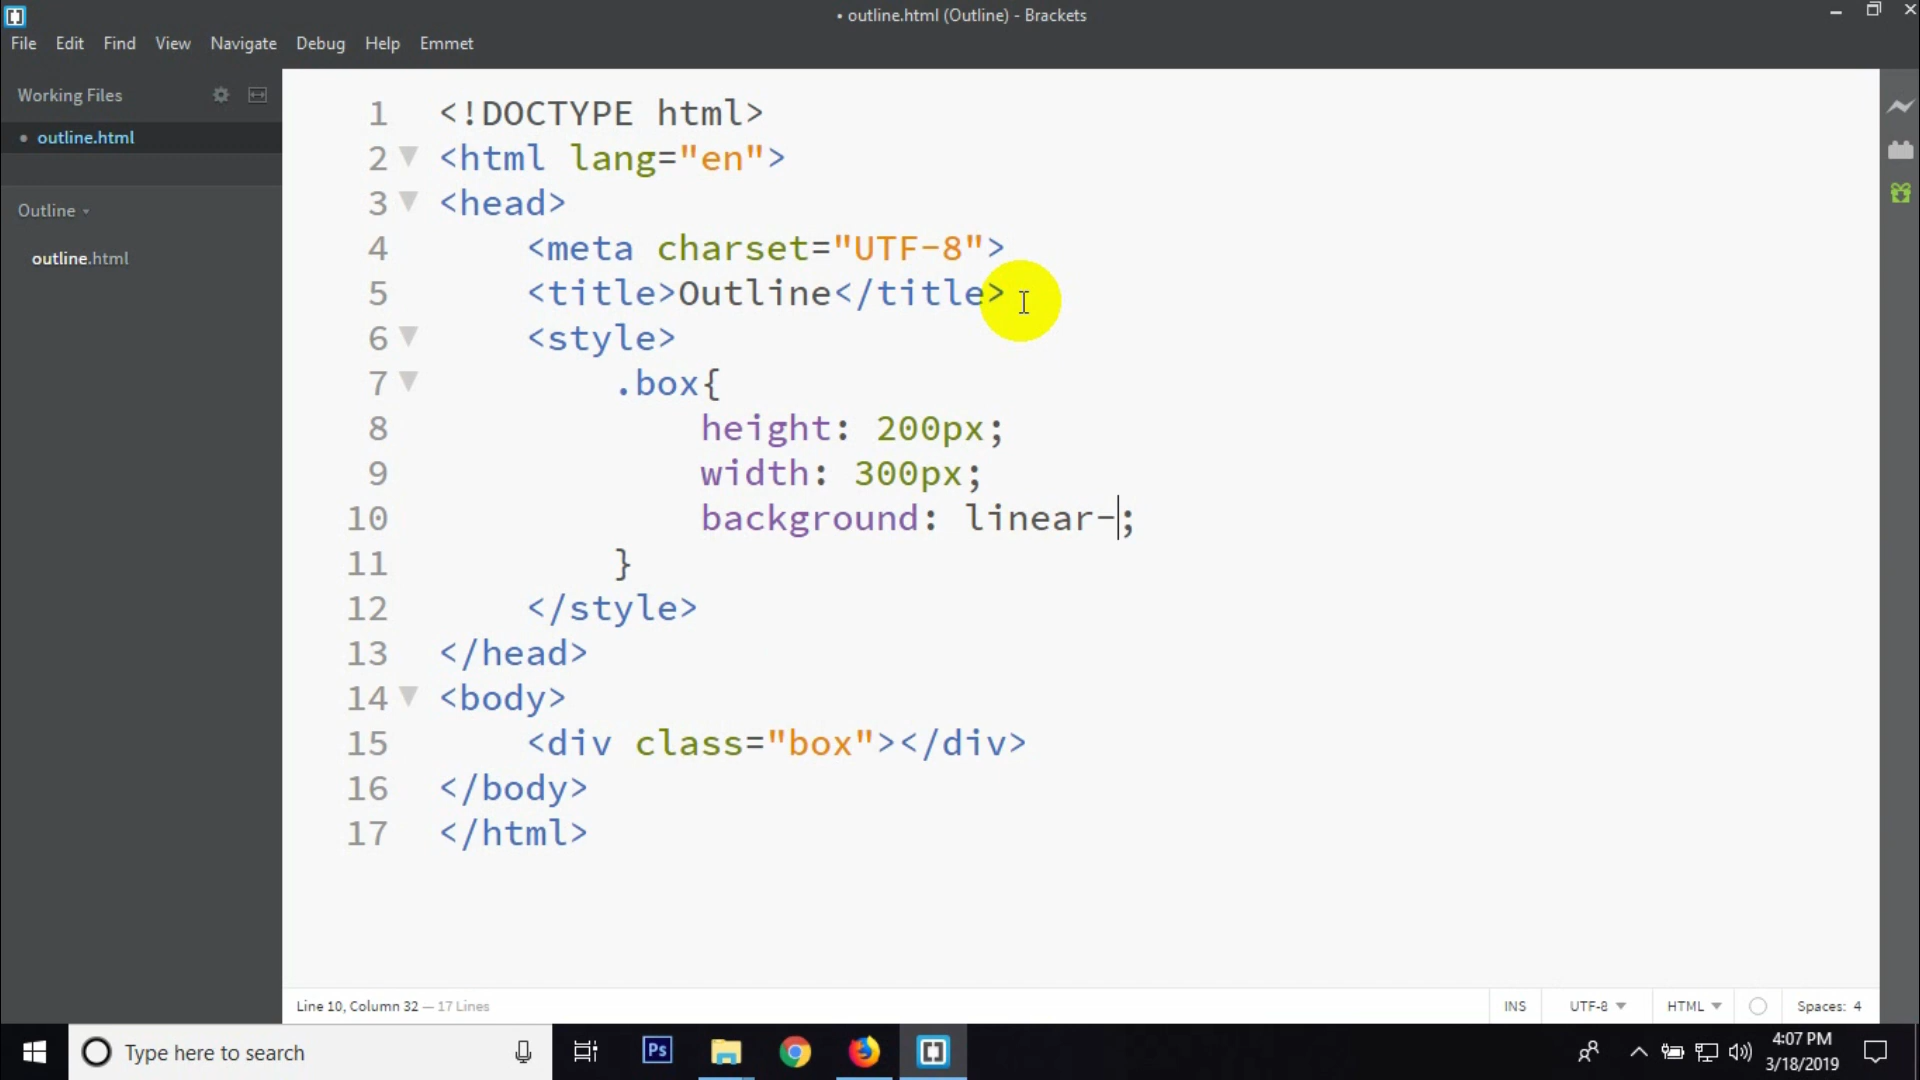 • outline.html (Outline) - Brackets
File Edit Find View Navigate Debug Help Emmet
Working Files
• outline.html
Outline
outline.html
1 <!DOCTYPE html>
2 <html lang="en">
3 <head>
4 <meta charset="UTF-8">
5 <title>Outline</title>
6 <style>
7 .box{
8 height: 200px;
9 width: 300px;
10 background: linear-;
11 }
12 </style>
13 </head>
14 <body>
15 <div class="box"></div>
16 </body>
17 </html>
Line 10, Column 32 — 17 Lines
INS UTF-8 HTML Spaces: 4
Type here to search
Ps
4:07 PM
3/18/2019